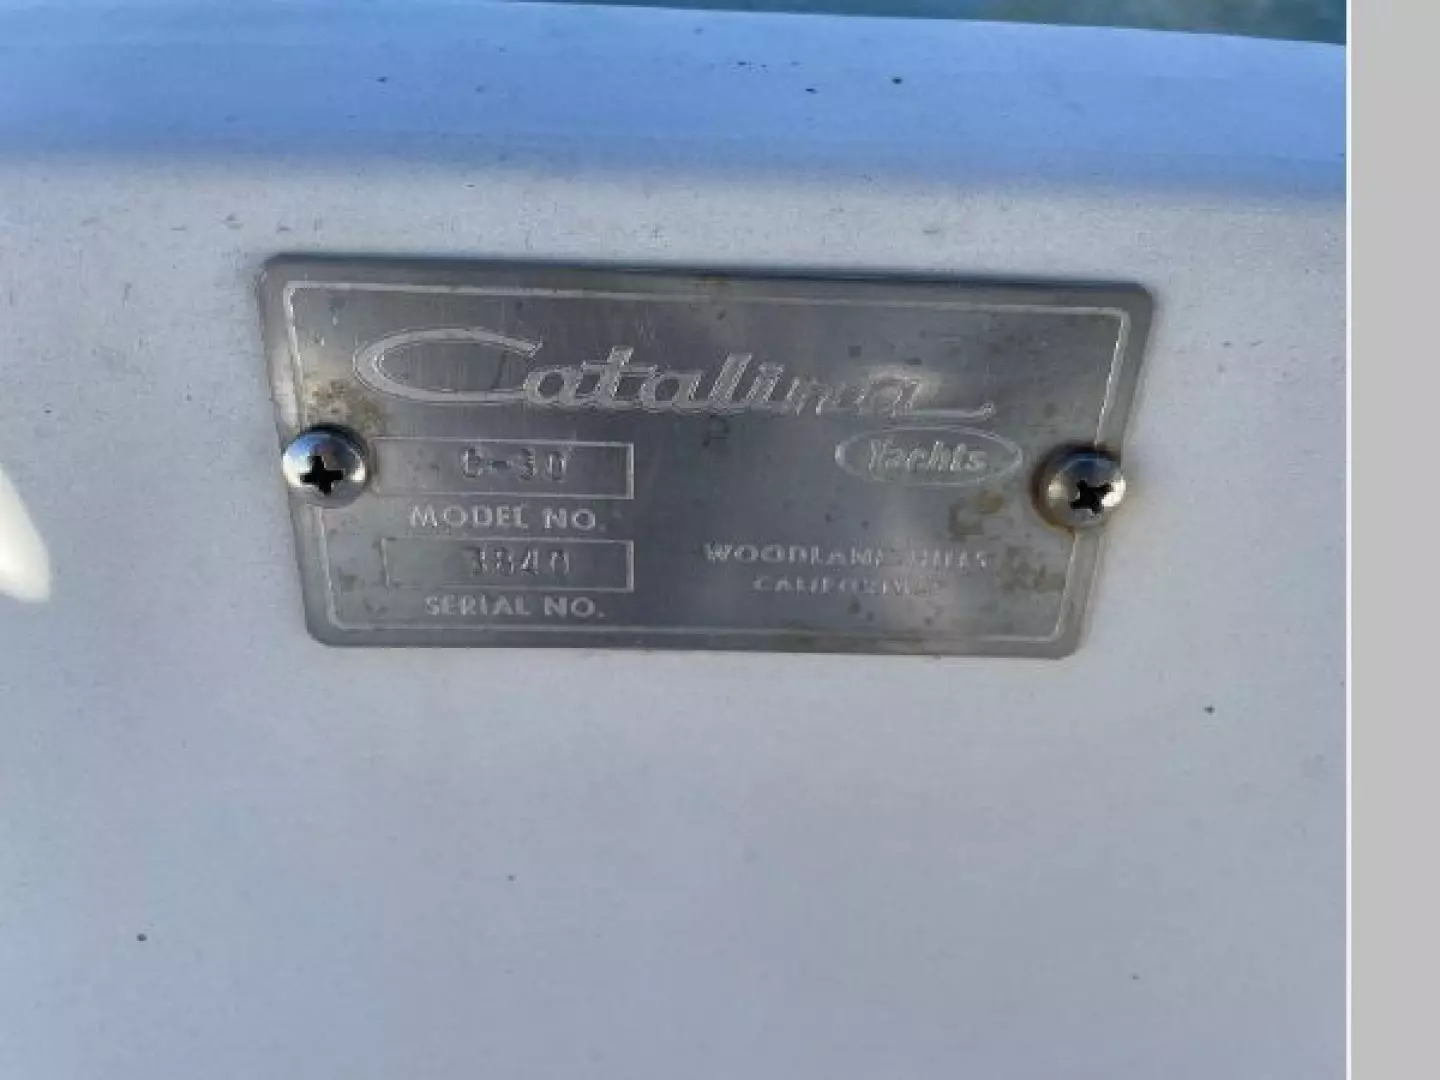 Catalina
Yachts
C-30
MODEL NO.
3840
SERIAL NO.
WOODLAND HILLS
CALIFORNIA